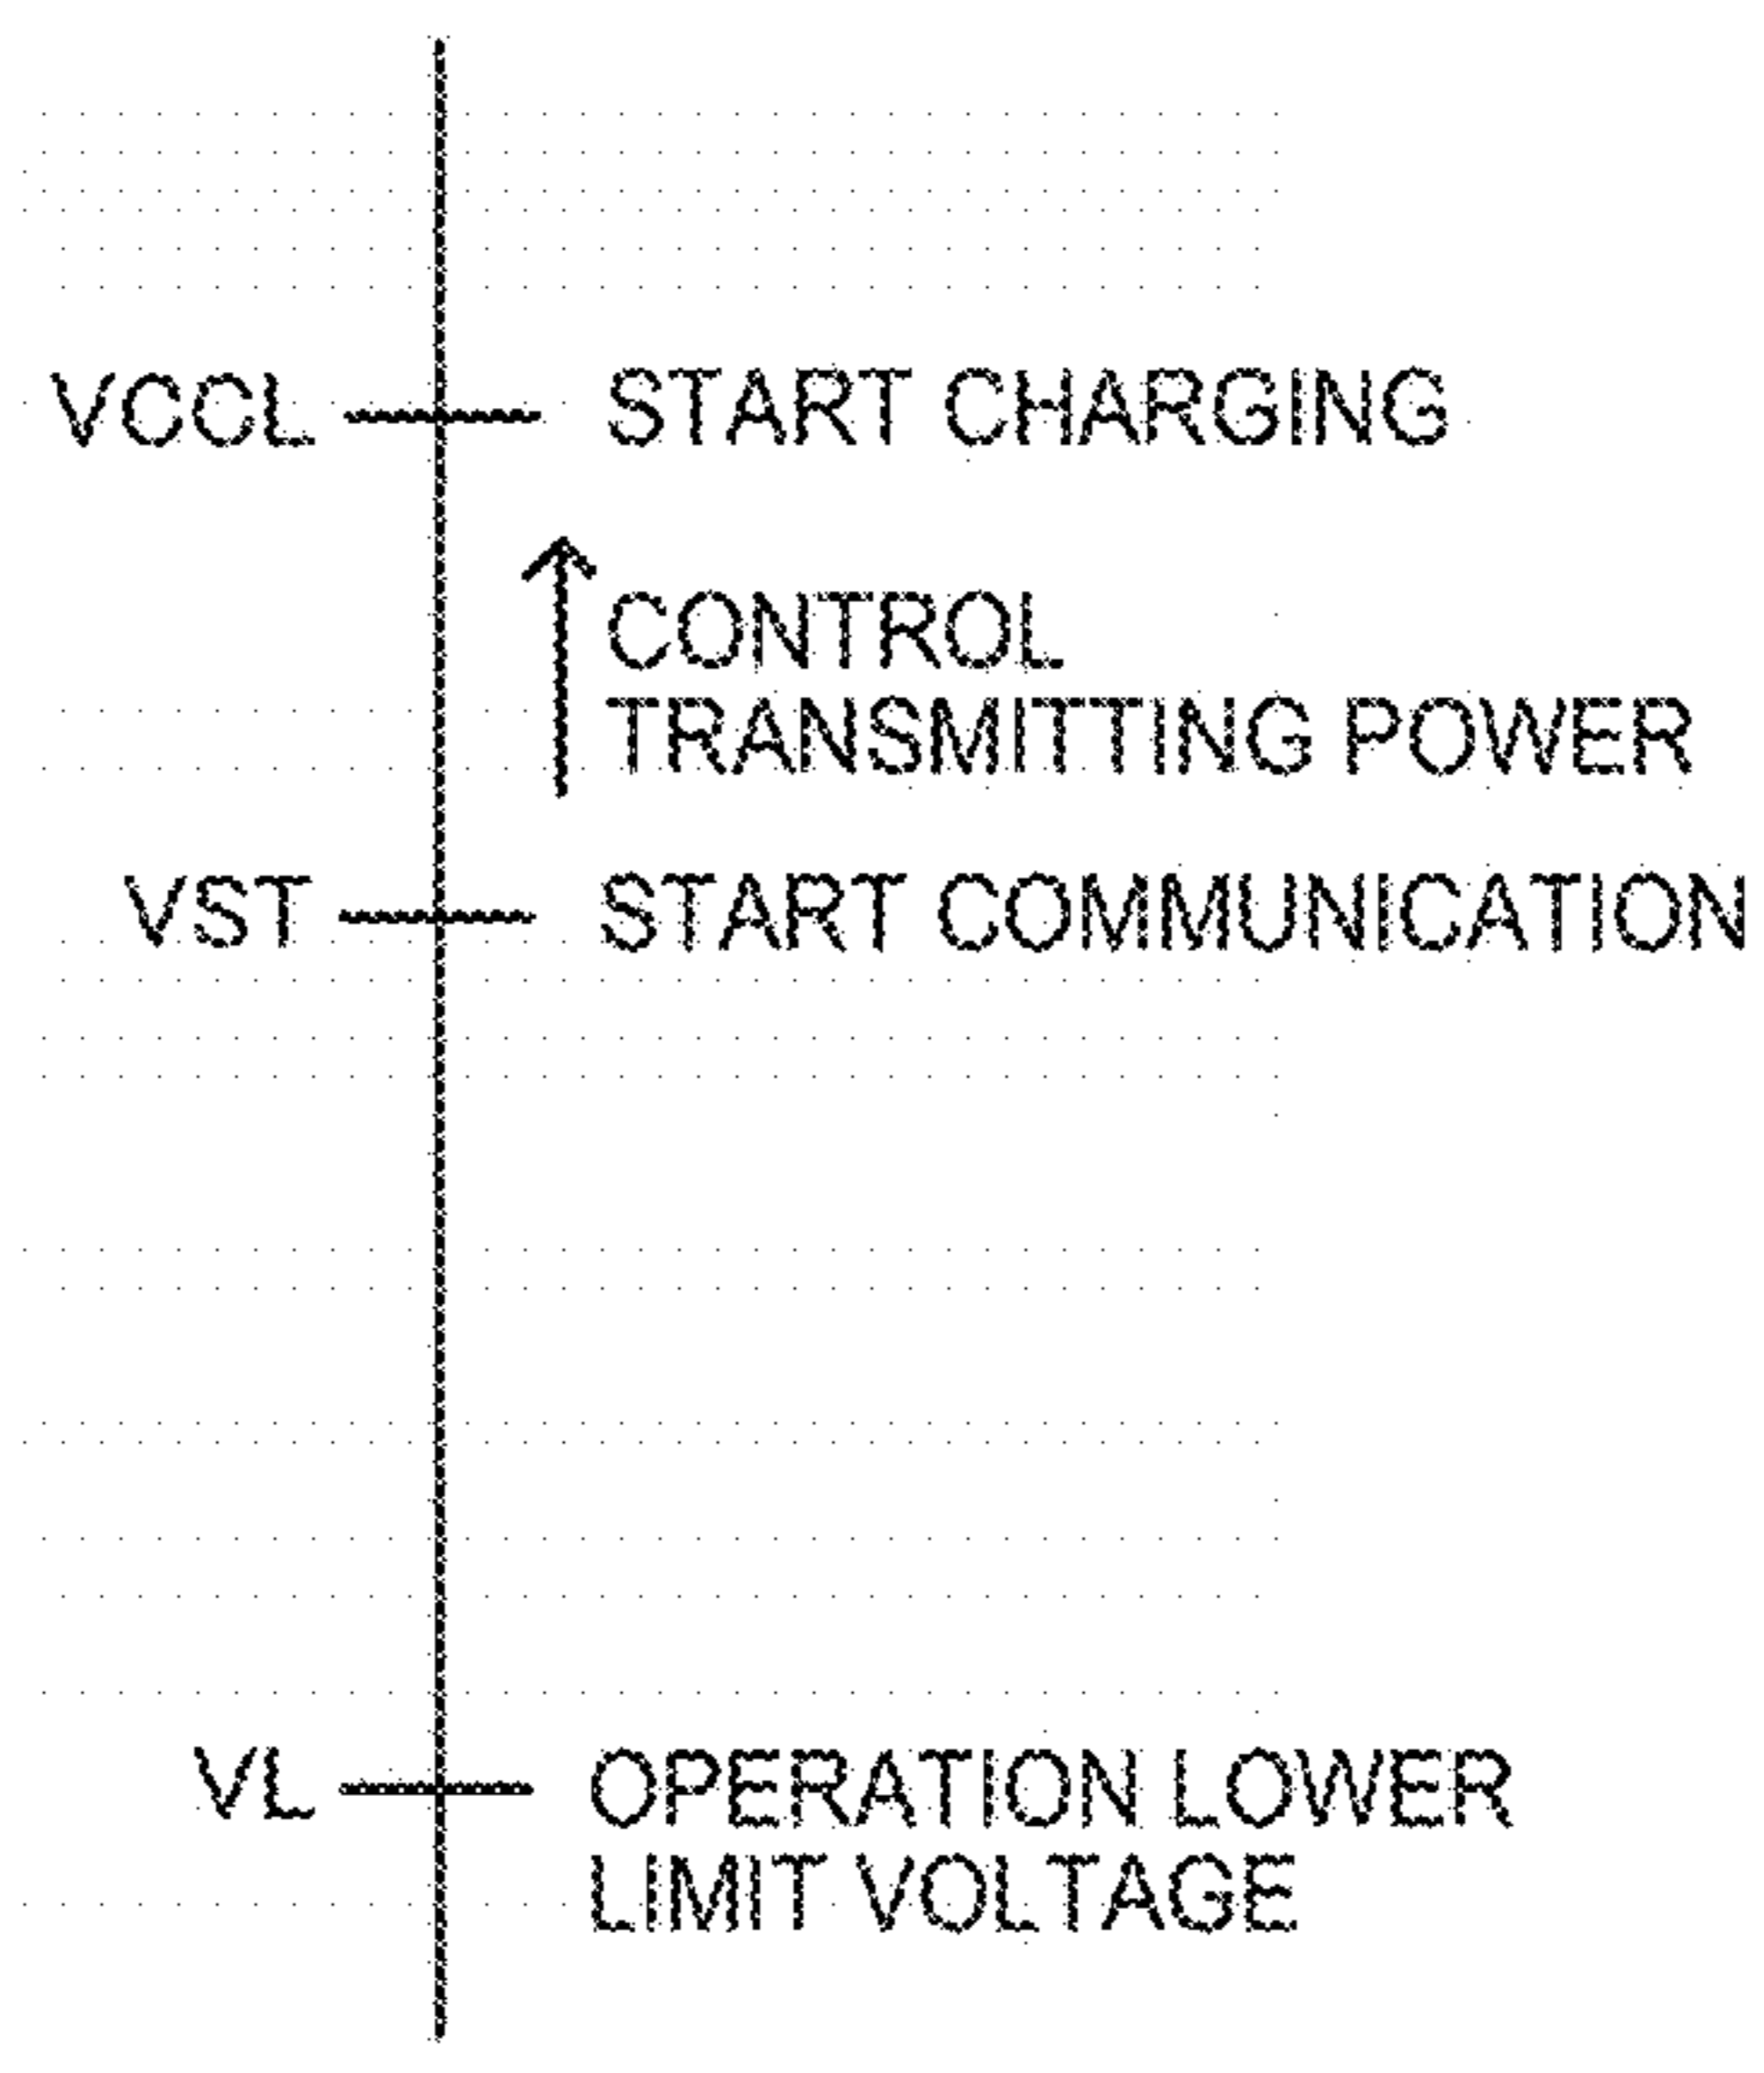 VCCL START CHARGING
CONTROL
TRANSMITTING POWER
VST START COMMUNICATION
VL OPERATION LOWER
LIMIT VOLTAGE